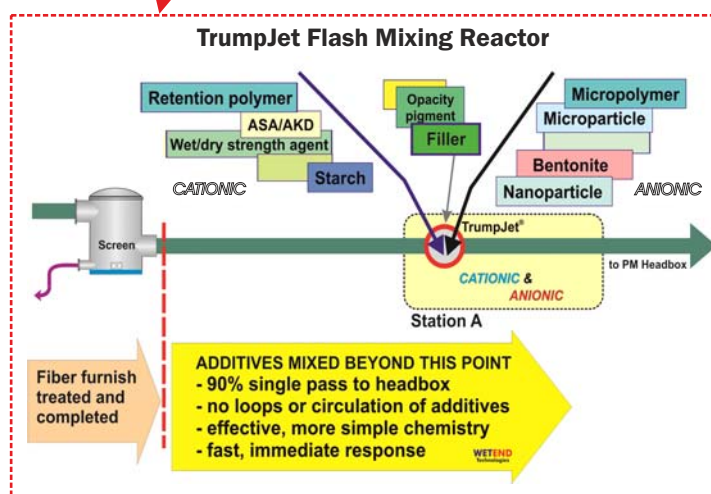 TrumpJet Flash Mixing Reactor
Retention polymer
ASA/AKD
Wet/dry strength agent
Starch
CATIONIC
Opacity
pigment
Filler
Micropolymer
Microparticle
Bentonite
Nanoparticle
ANIONIC
Screen
TrumpJet®
to PM Headbox
CATIONIC &
ANIONIC
Station A
Fiber furnish
treated and
completed
ADDITIVES MIXED BEYOND THIS POINT
- 90% single pass to headbox
- no loops or circulation of additives
- effective, more simple chemistry
- fast, immediate response
WETEND
Technologies